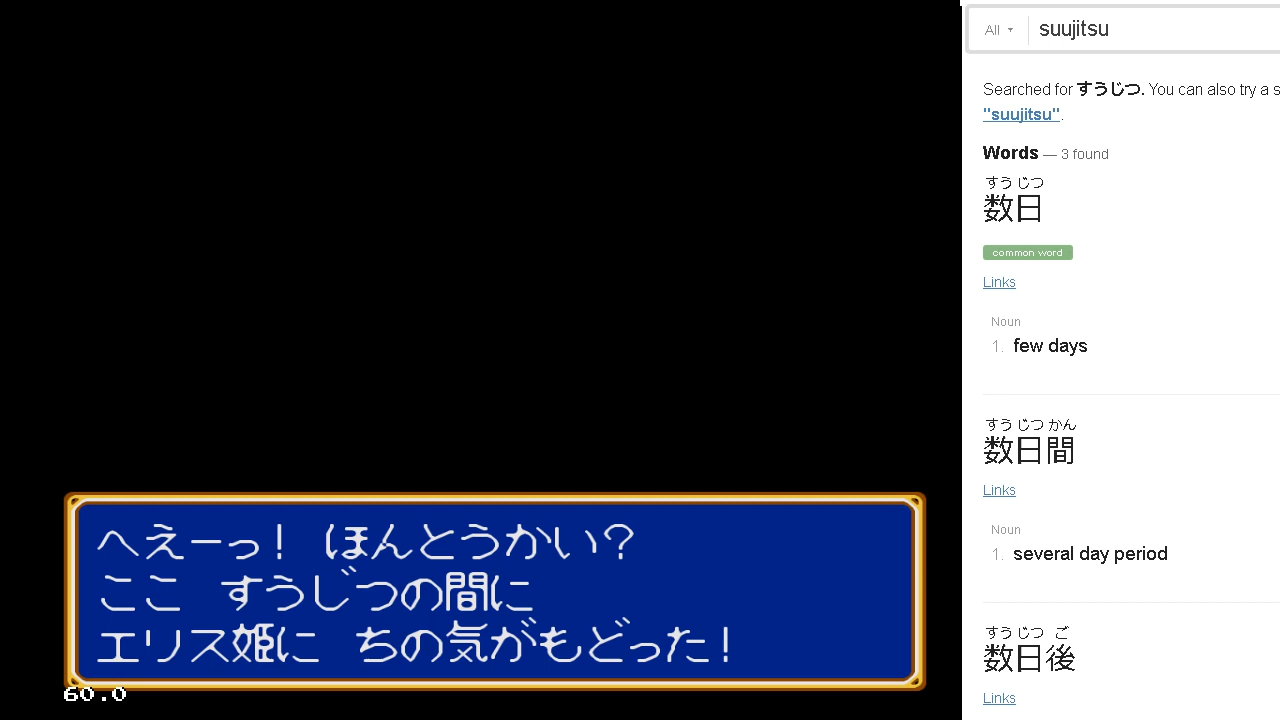 へえーっ! ほんとうかい?
ここ すうじつの間に
エリス姫に ちの気がもどった!
60.0
All ▾ suujitsu
Searched for すうじつ. You can also try a s
"suujitsu".
Words — 3 found
すうじつ
数日
common word
Links
Noun
1. few days
すうじつかん
数日間
Links
Noun
1. several day period
すうじつご
数日後
Links